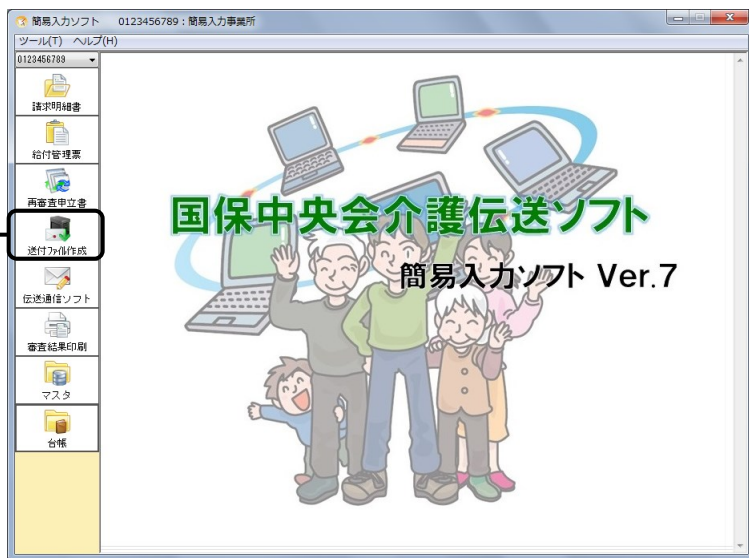 簡易入力ソフト　0123456789：簡易入力事業所
ツール(T)　ヘルプ(H)
0123456789
請求明細書
給付管理票
再審査申立書
送付ﾌｧｲﾙ作成
伝送通信ソフト
審査結果印刷
マスタ
台帳
国保中央会介護伝送ソフト
簡易入力ソフト Ver.7